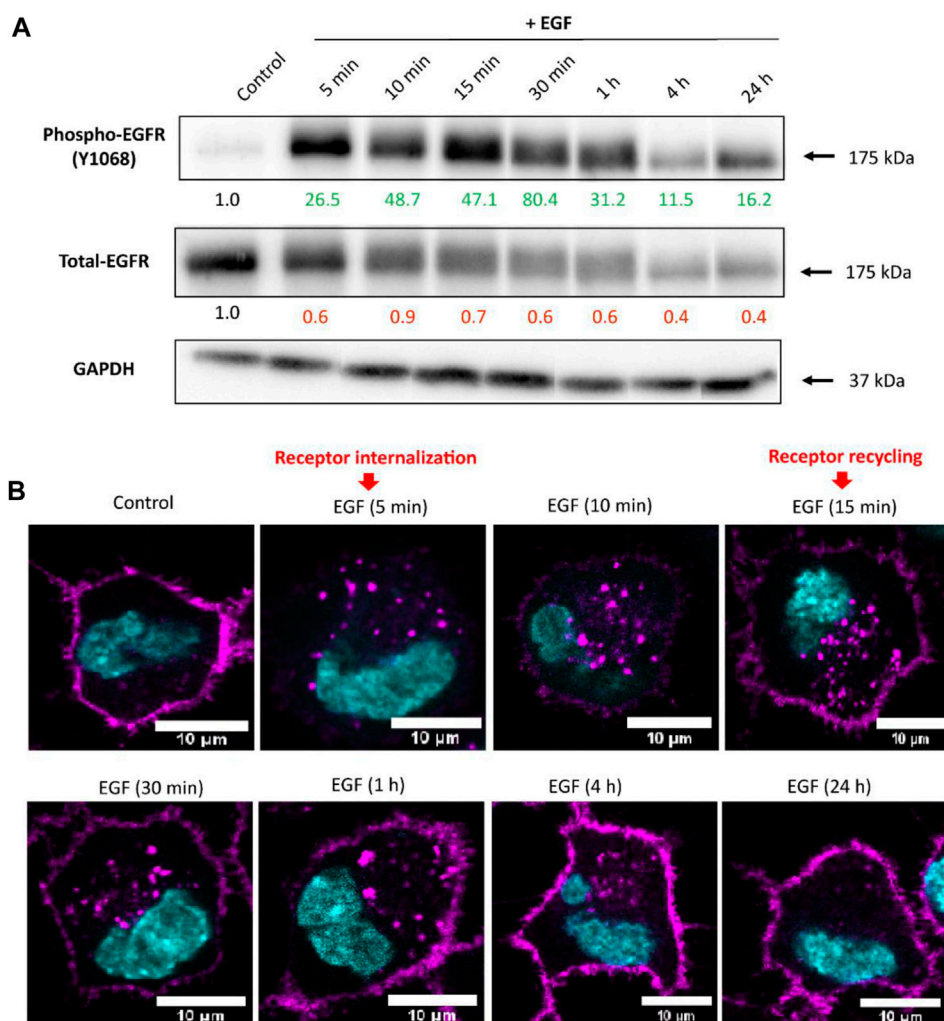 A
+ EGF
Control 5 min 10 min 15 min 30 min 1 h 4 h 24 h
Phospho-EGFR
(Y1068)
175 kDa
1.0 26.5 48.7 47.1 80.4 31.2 11.5 16.2
Total-EGFR
175 kDa
1.0 0.6 0.9 0.7 0.6 0.6 0.4 0.4
GAPDH
37 kDa
B
Receptor internalization Receptor recycling
Control EGF (5 min) EGF (10 min) EGF (15 min)
10 μm 10 μm 10 μm 10 μm
EGF (30 min) EGF (1 h) EGF (4 h) EGF (24 h)
10 μm 10 μm 10 μm 10 μm